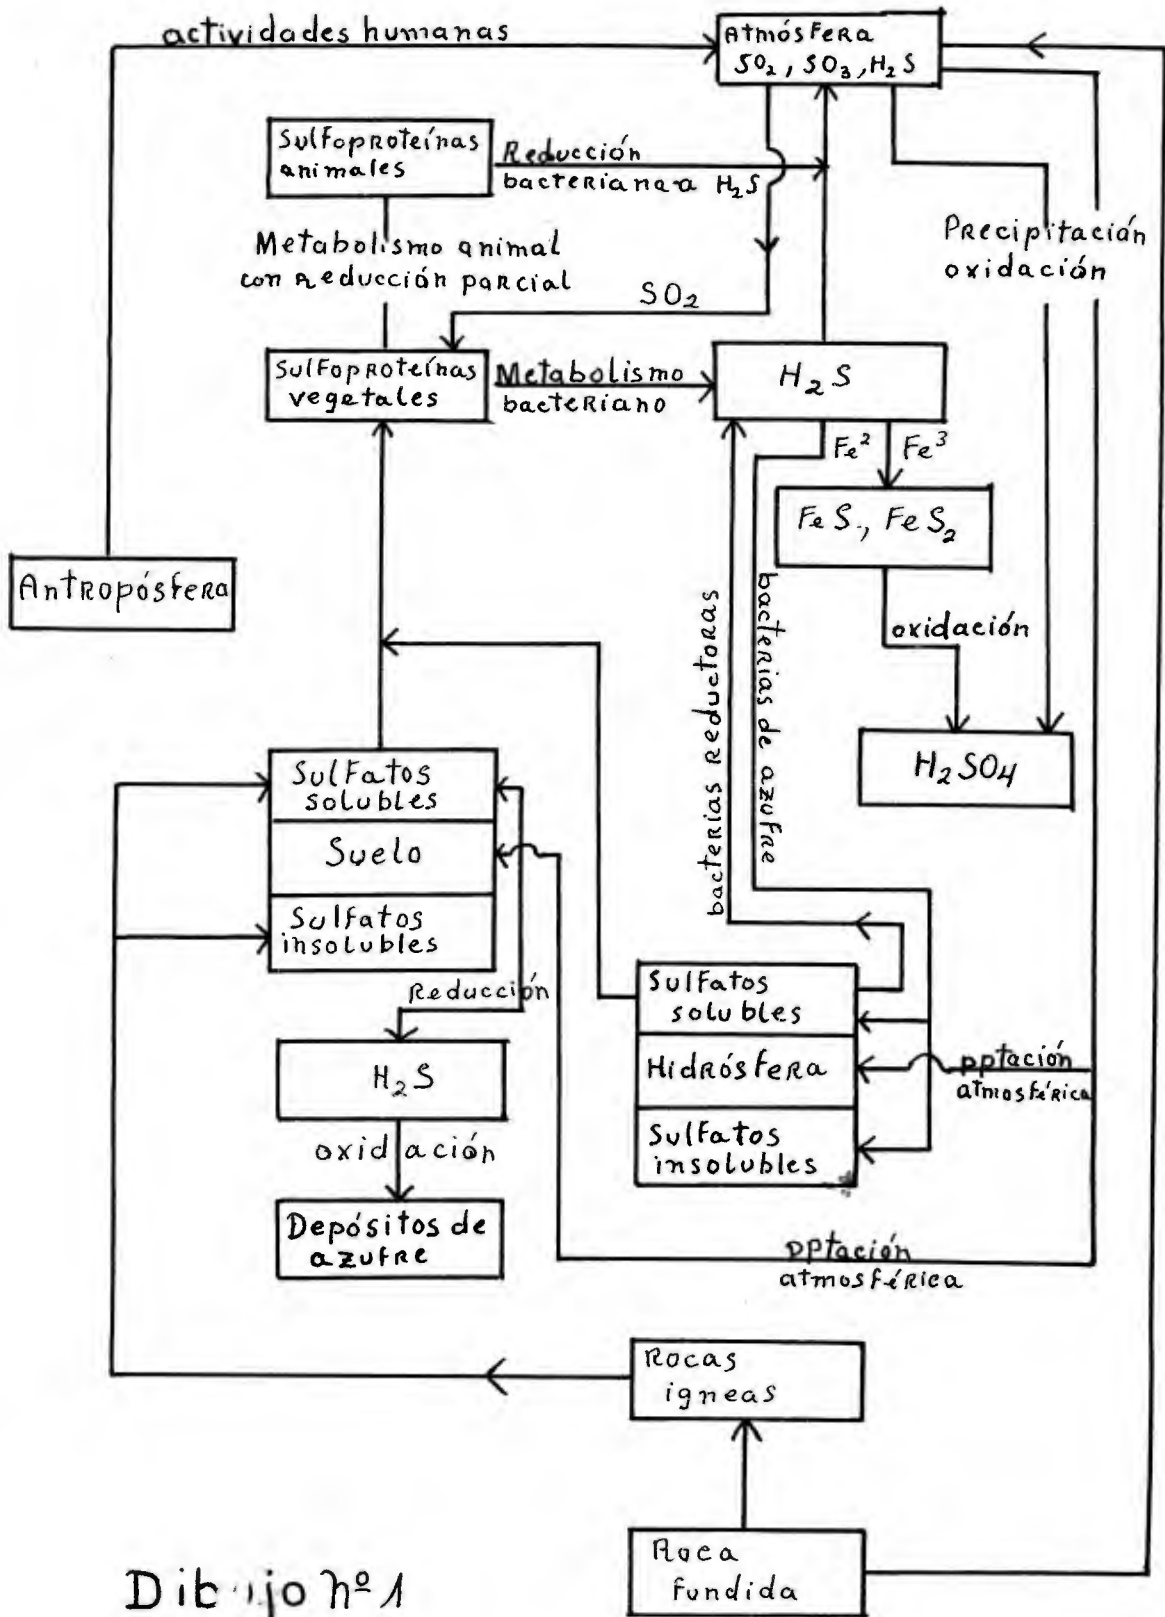 actividades humanas
Atmósfera
SO2, SO3, H2S
Sulfoproteínas
animales
Reducción
bacteriana a H2S
Metabolismo animal
con reducción parcial
SO2
Precipitación
oxidación
Sulfoproteínas
vegetales
Metabolismo
bacteriano
H2S
Fe2
Fe3
FeS, FeS2
Antropósfera
bacterias reductoras
bacterias de azufre
oxidación
H2SO4
Sulfatos
solubles
Suelo
Sulfatos
insolubles
Reducción
H2S
oxidación
Depósitos de
azufre
Sulfatos
solubles
Hidrósfera
Sulfatos
insolubles
pptación
atmosférica
pptación
atmosférica
Rocas
igneas
Roca
fundida
Dibujo nº 1